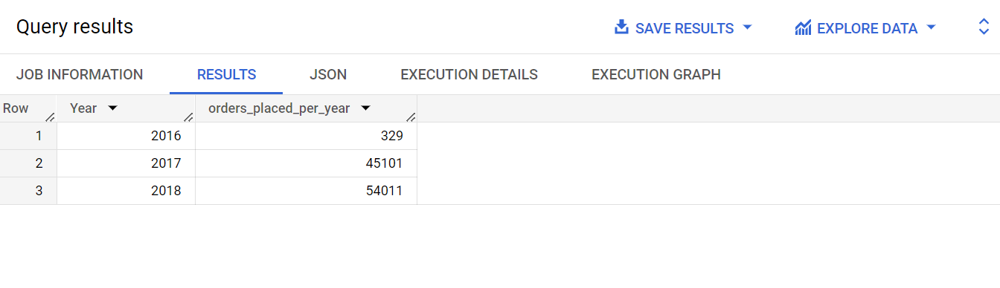 Query results SAVE RESULTS EXPLORE DATA
JOB INFORMATION RESULTS JSON EXECUTION DETAILS EXECUTION GRAPH
Row Year orders_placed_per_year
1 2016 329
2 2017 45101
3 2018 54011